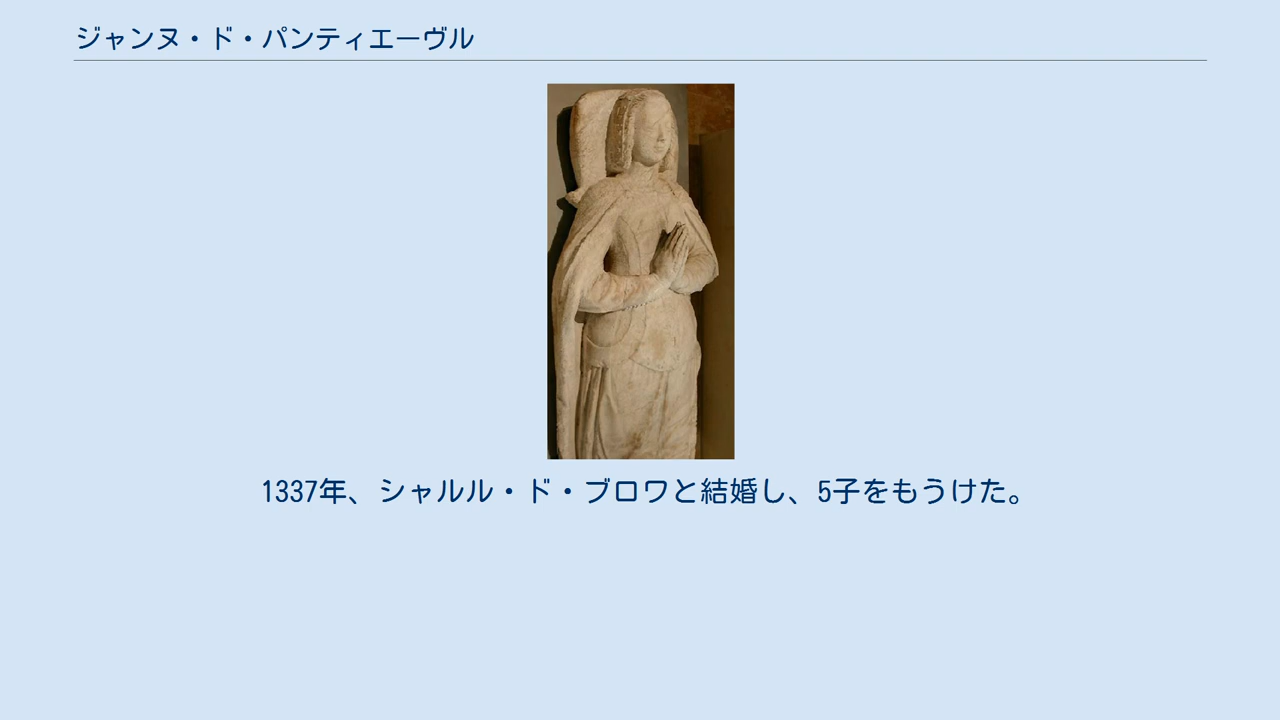 ジャンヌ・ド・パンティエーヴル
1337年、シャルル・ド・ブロワと結婚し、5子をもうけた。